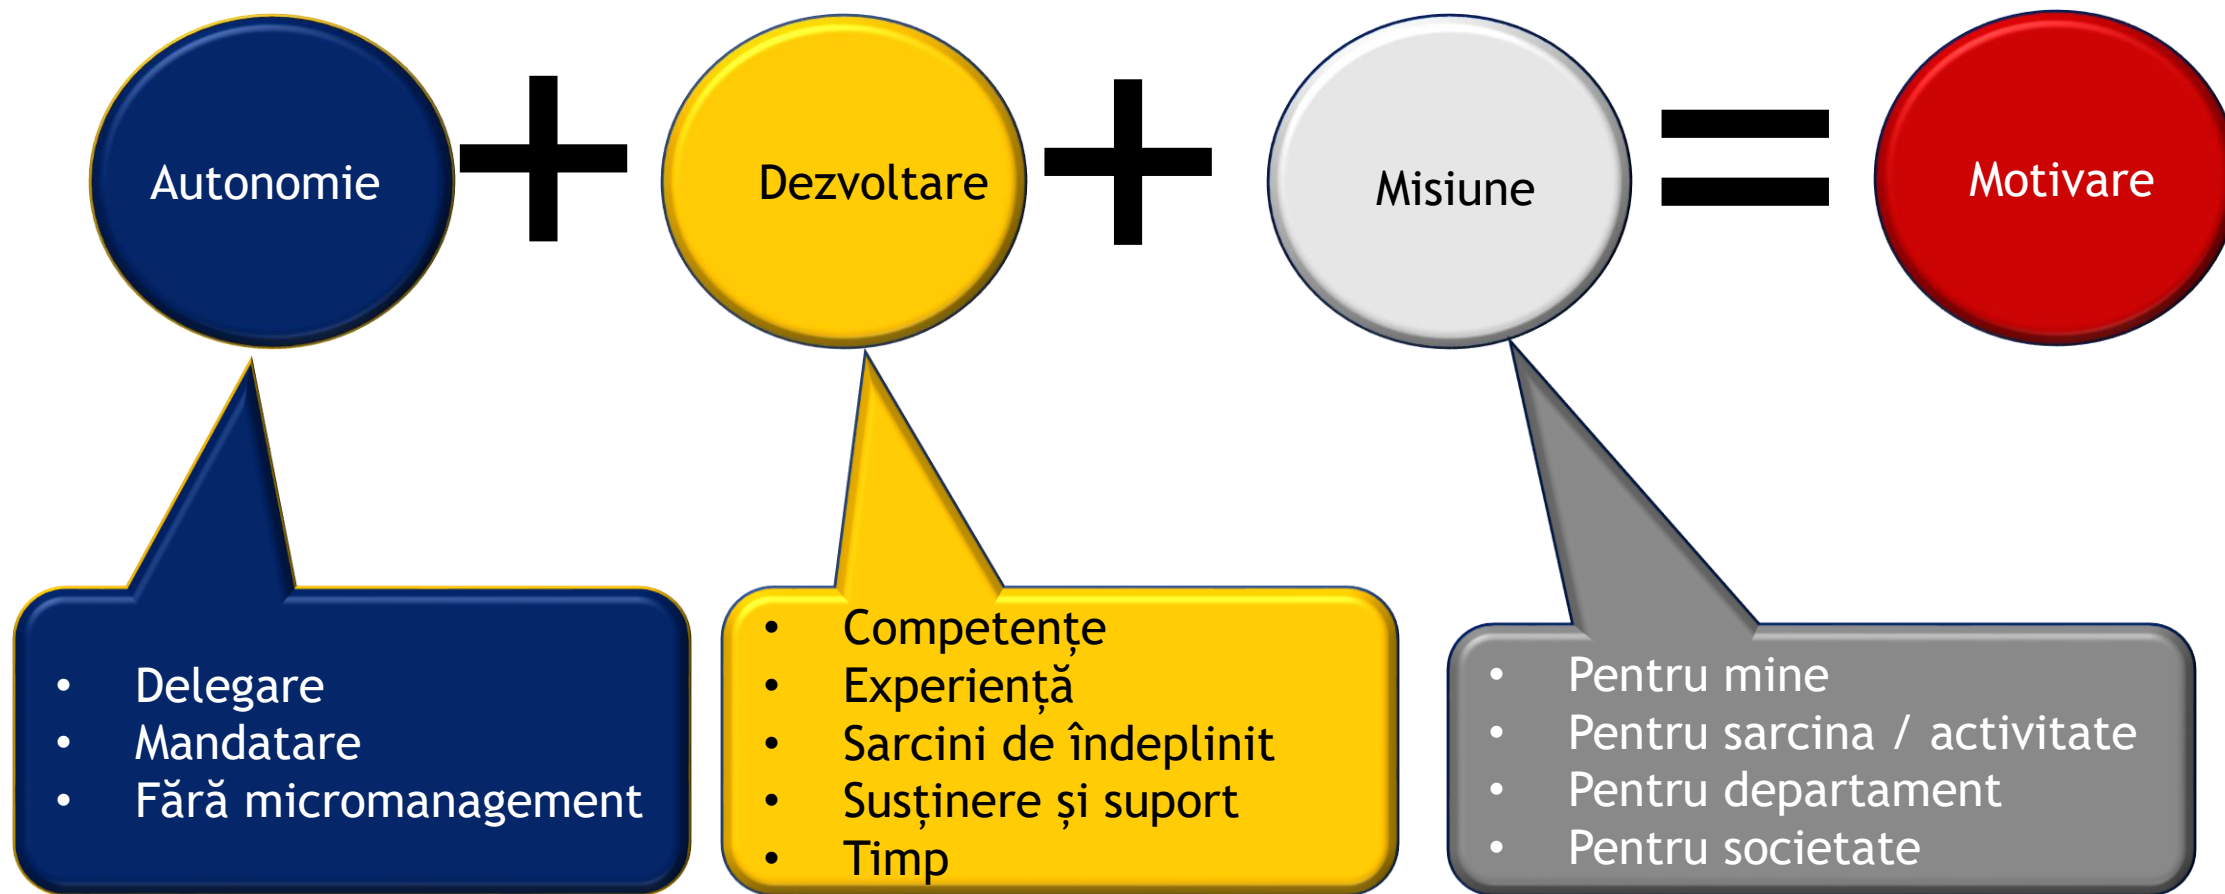 Autonomie
Dezvoltare
Misiune
Motivare
• Delegare
• Mandatare
• Fără micromanagement
• Competențe
• Experiență
• Sarcini de îndeplinit
• Susținere și suport
• Timp
• Pentru mine
• Pentru sarcina / activitate
• Pentru departament
• Pentru societate